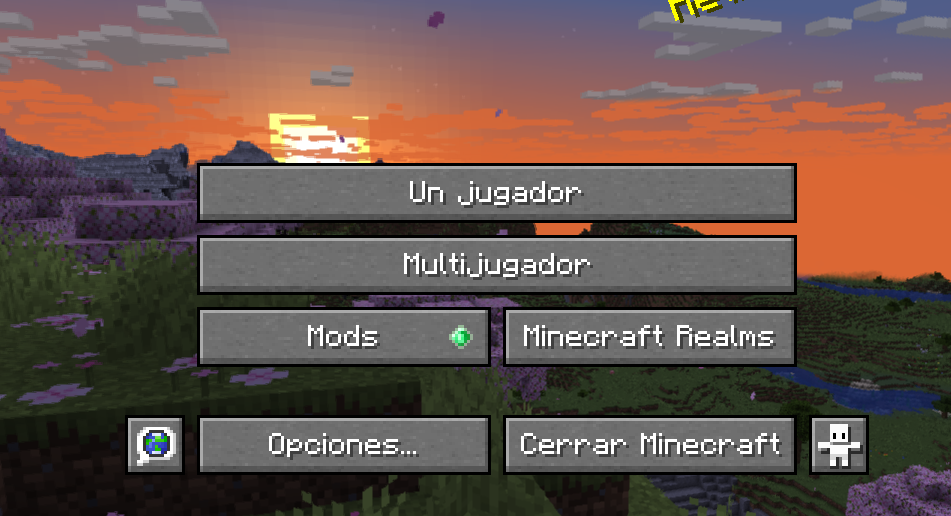 Un jugador
Multijugador
Mods
Minecraft Realms
Opciones...
Cerrar Minecraft